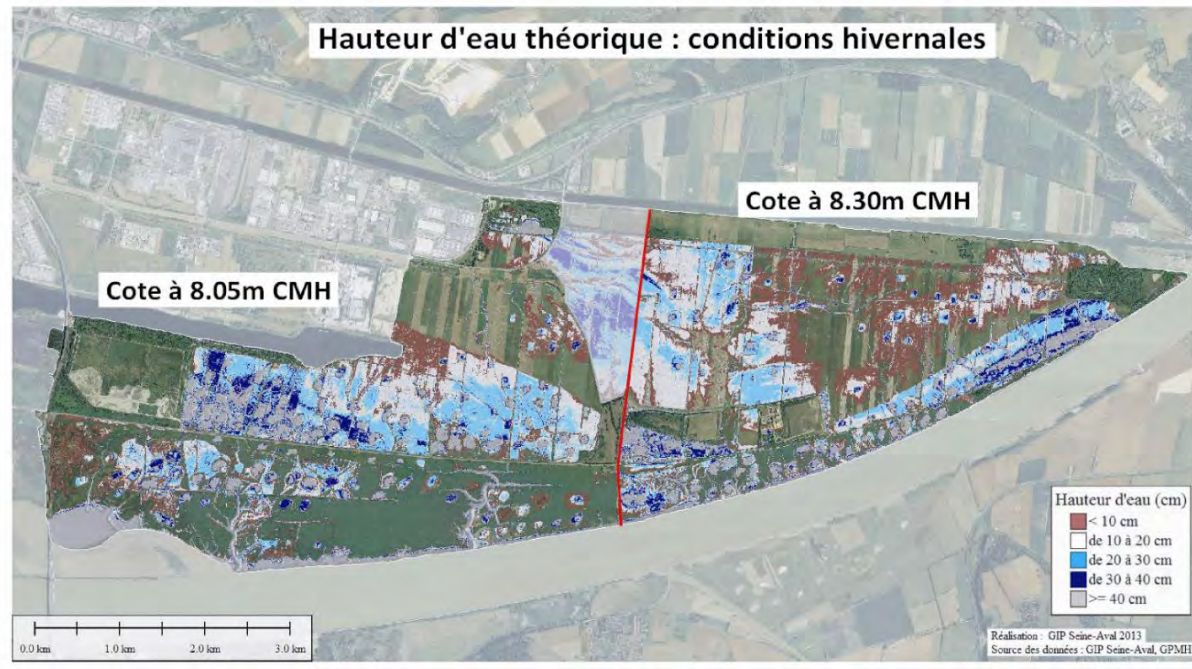 Hauteur d'eau théorique : conditions hivernales
Cote à 8.30m CMH
Cote à 8.05m CMH
Hauteur d'eau (cm)
< 10 cm
de 10 à 20 cm
de 20 à 30 cm
de 30 à 40 cm
>= 40 cm
0.0 km 1.0 km 2.0 km 3.0 km
Réalisation : GIP Seine-Aval 2013
Source des données : GIP Seine-Aval, GPMH